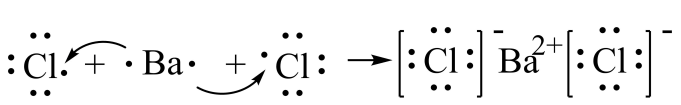 :Cl. + ·Ba· + ·Cl: → [:Cl:]⁻ Ba²⁺ [:Cl:]⁻